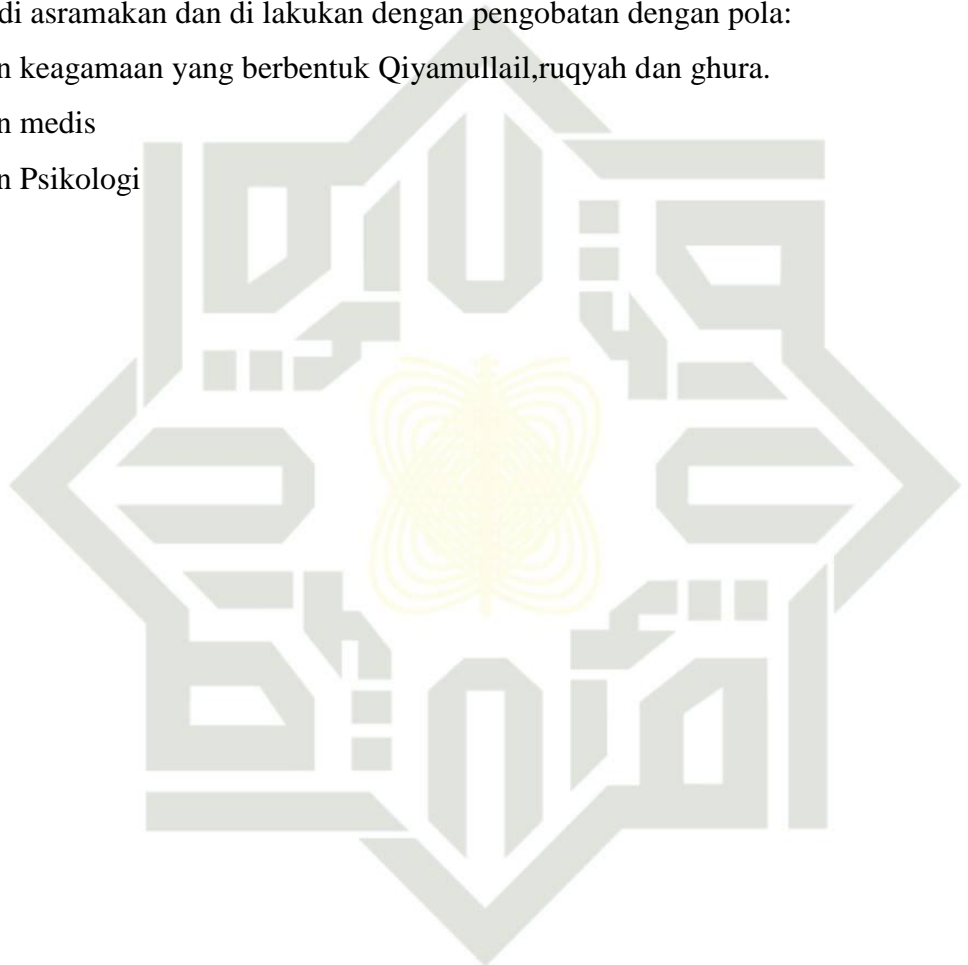 di asramakan dan di lakukan dengan pengobatan dengan pola:
n keagamaan yang berbentuk Qiyamullail,ruqyah dan ghura.
n medis
n Psikologi